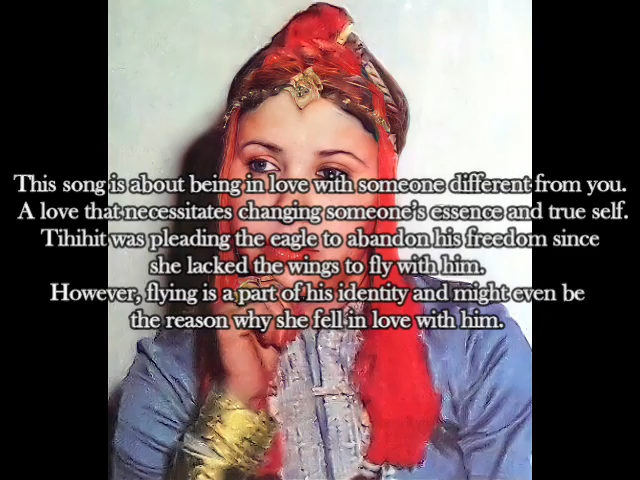 This song is about being in love with someone different from you.
A love that necessitates changing someone's essence and true self.
Tihihit was pleading the eagle to abandon his freedom since
she lacked the wings to fly with him.
However, flying is a part of his identity and might even be
the reason why she fell in love with him.